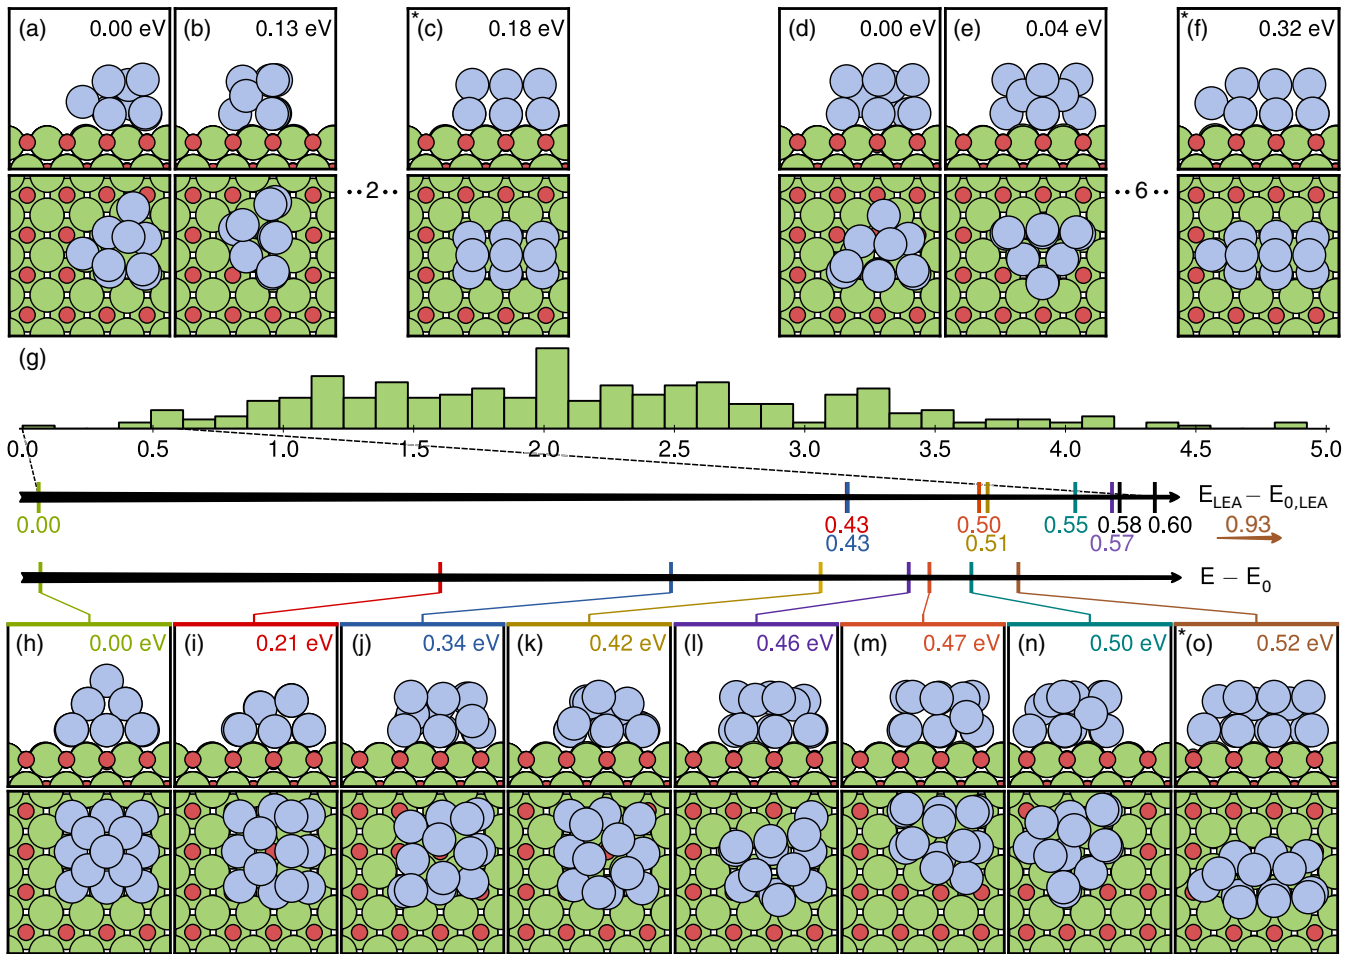 (a) 0.00 eV
(b) 0.13 eV
*(c) 0.18 eV
(d) 0.00 eV
(e) 0.04 eV
*(f) 0.32 eV
··2··
··6··
(g)
0.0 0.5 1.0 1.5 2.0 2.5 3.0 3.5 4.0 4.5 5.0
E_LEA − E_0,LEA
0.00 0.43 0.50 0.55 0.58 0.60 0.93
0.43 0.51 0.57
E − E_0
(h) 0.00 eV
(i) 0.21 eV
(j) 0.34 eV
(k) 0.42 eV
(l) 0.46 eV
(m) 0.47 eV
(n) 0.50 eV
*(o) 0.52 eV